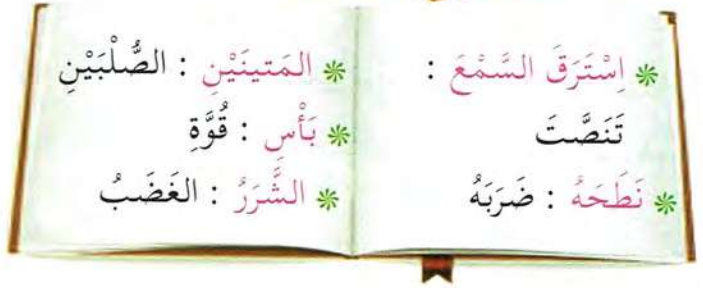 اِسْتَرَقَ السَّمْعَ :
تَنَصَّتَ
نَطَحَهُ : ضَرَبَهُ
المَتينَيْنِ : الصُّلْبَيْنِ
بَأْسٍ : قُوَّةِ
الشَّرَرُ : الغَضَبُ